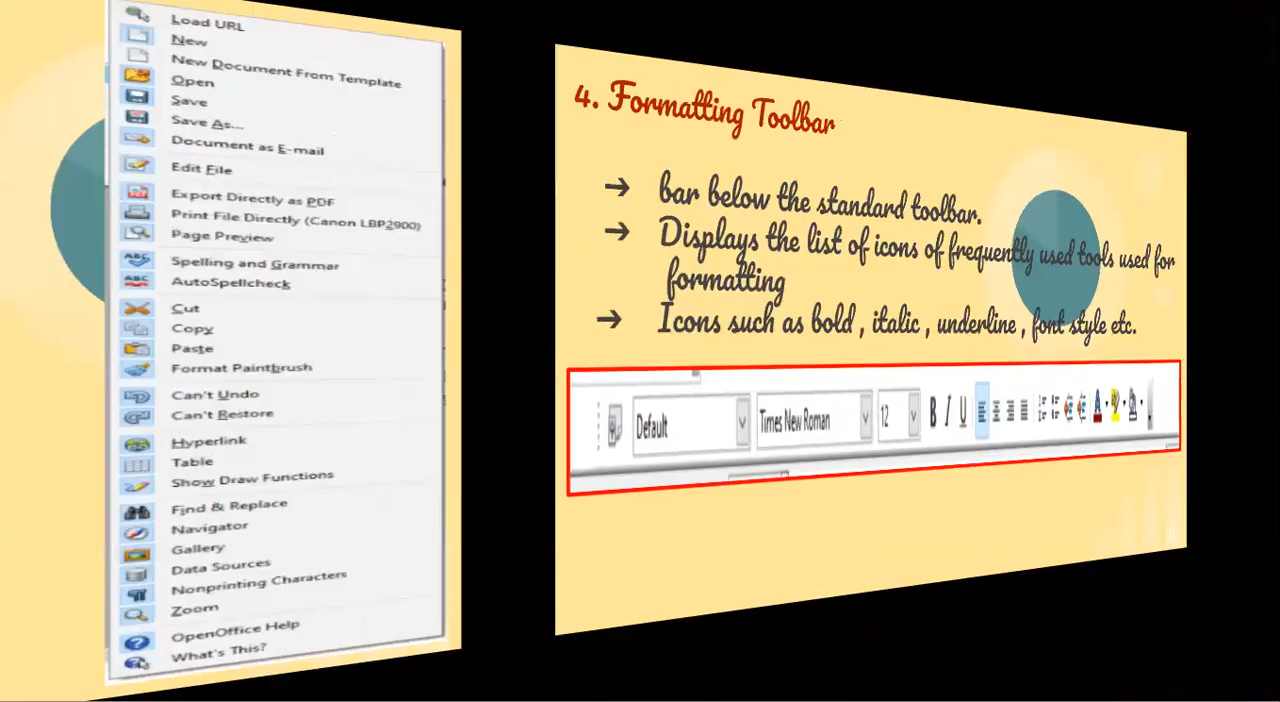 Load URL
New
New Document From Template
Open
Save
Save As...
Document as E-mail
Edit File
Export Directly as PDF
Print File Directly (Canon LBP2900)
Page Preview
Spelling and Grammar
AutoSpellcheck
Cut
Copy
Paste
Format Paintbrush
Can't Undo
Can't Restore
Hyperlink
Table
Show Draw Functions
Find & Replace
Navigator
Gallery
Data Sources
Nonprinting Characters
Zoom
OpenOffice Help
What's This?
4. Formatting Toolbar
➔ bar below the standard toolbar.
➔ Displays the list of icons of frequently used tools used for
formatting
➔ Icons such as bold , italic , underline , font style etc.
Default Times New Roman 12 B I U A